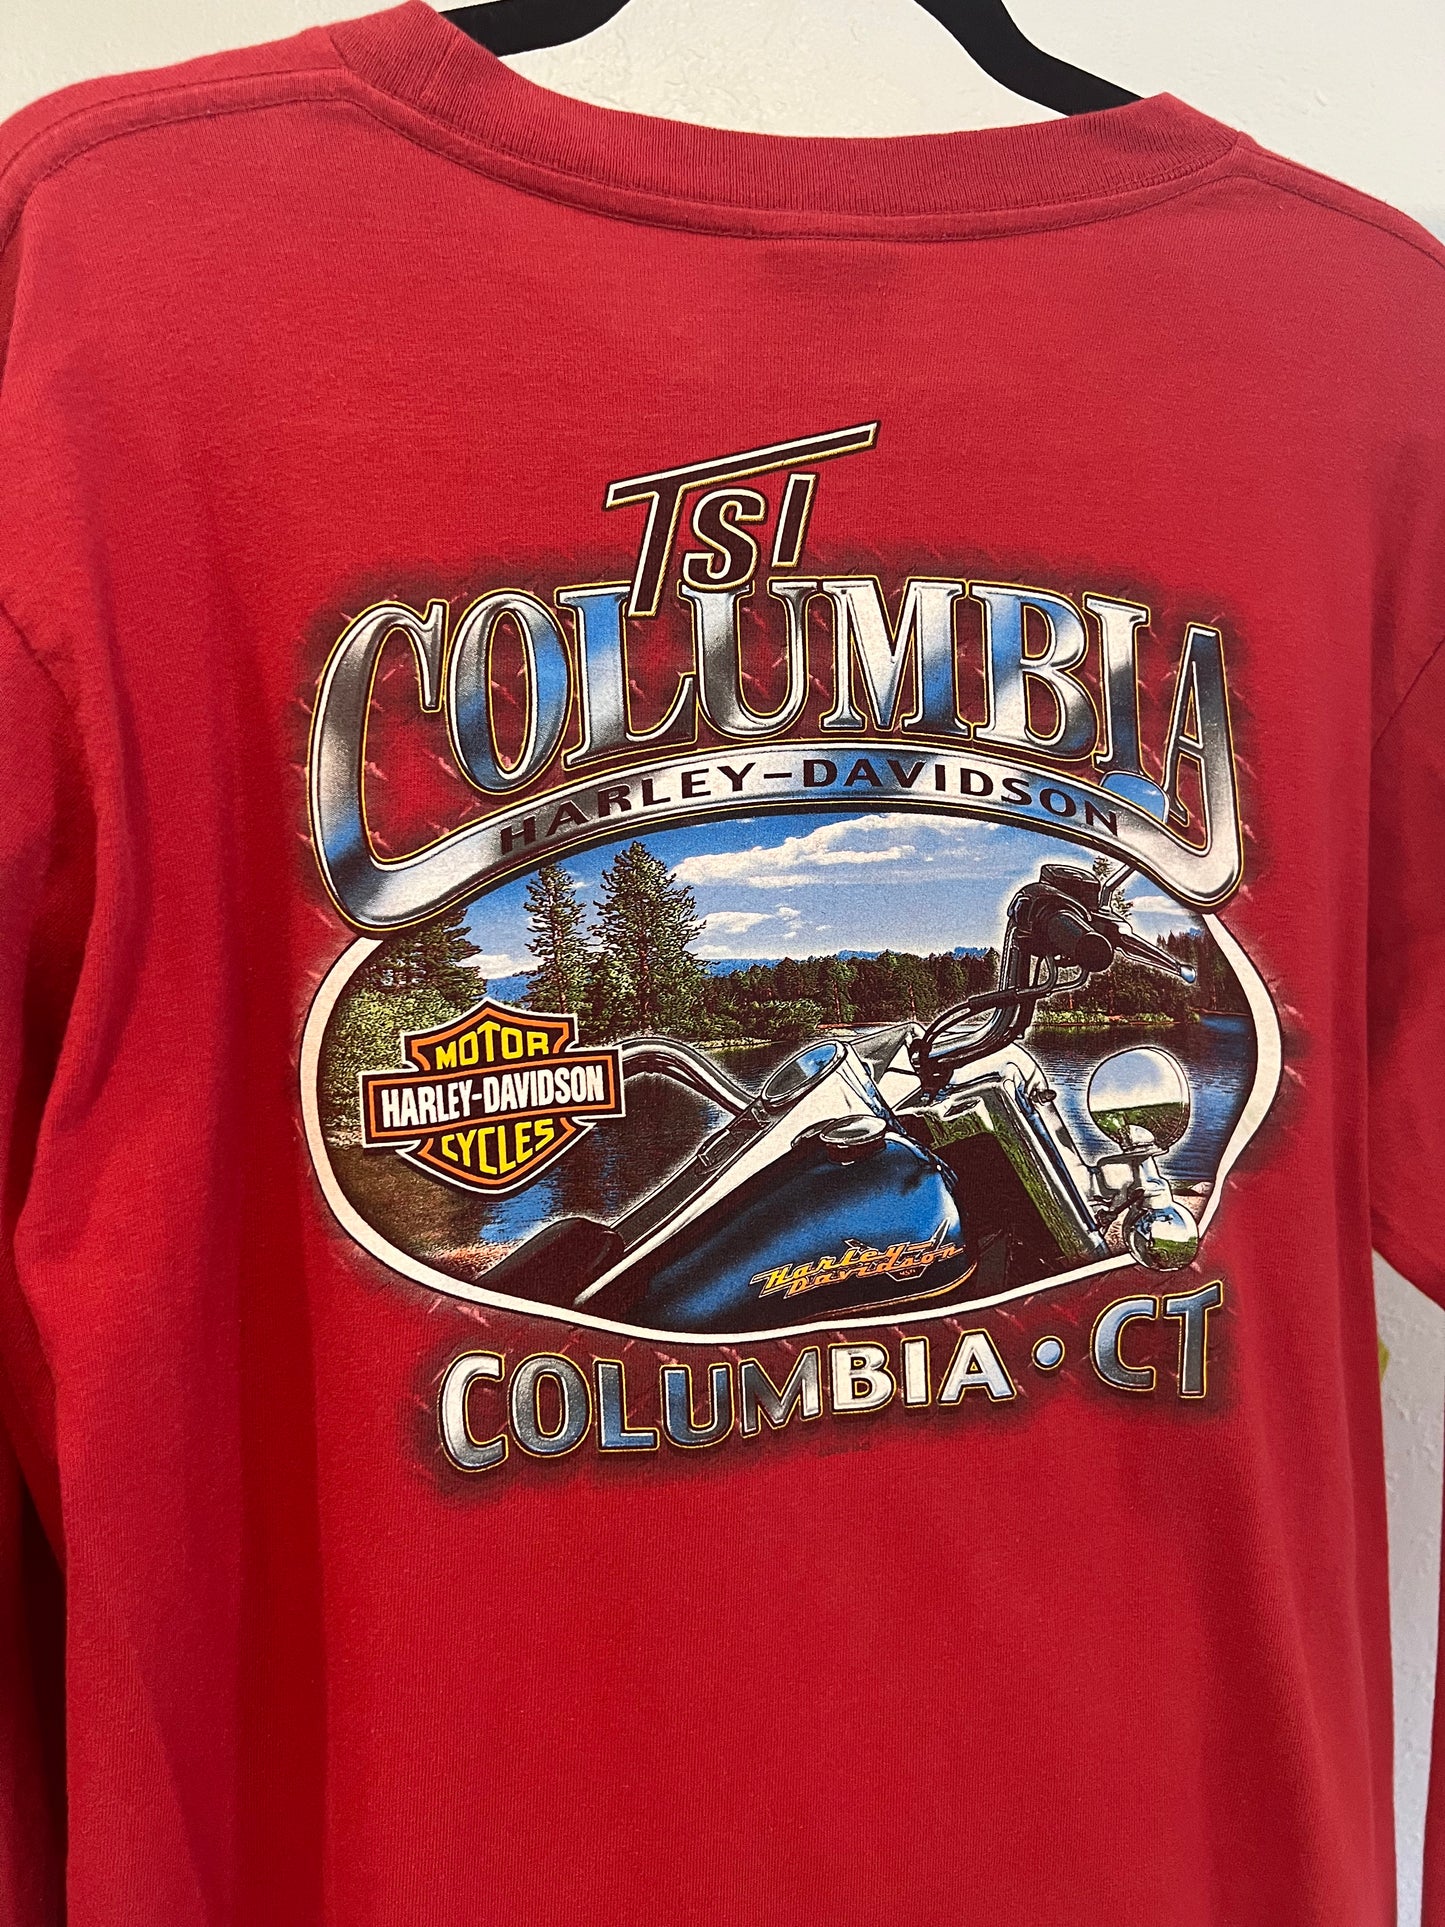 TSI
COLUMBIA
HARLEY-DAVIDSON
MOTOR
HARLEY-DAVIDSON
CYCLES
Harley
Davidson
COLUMBIA • CT